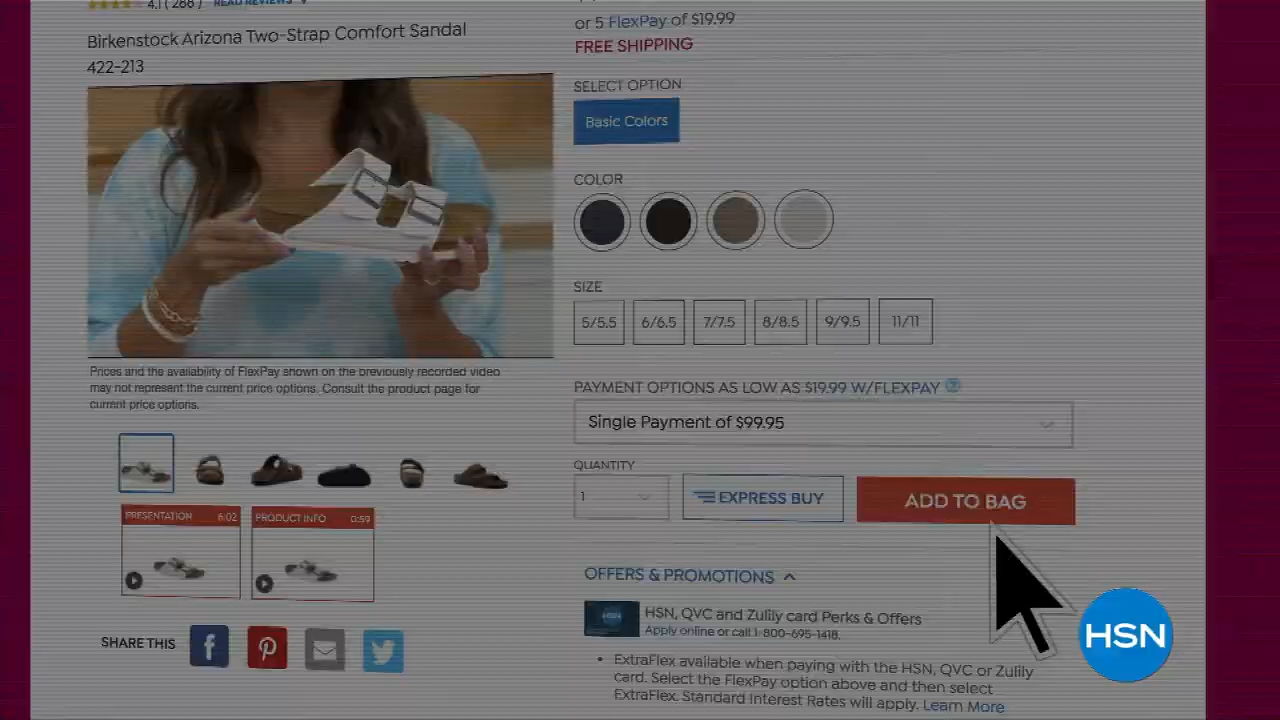 4.1 ( 288 ) READ REVIEWS
Birkenstock Arizona Two-Strap Comfort Sandal
422-213
Prices and the availability of FlexPay shown on the previously recorded video
may not represent the current price options. Consult the product page for
current price options.
PRESENTATION 6:02
PRODUCT INFO 0:59
SHARE THIS
or 5 FlexPay of $19.99
FREE SHIPPING
SELECT OPTION
Basic Colors
COLOR
SIZE
5/5.5 6/6.5 7/7.5 8/8.5 9/9.5 11/11
PAYMENT OPTIONS AS LOW AS $19.99 W/FLEXPAY ?
Single Payment of $99.95
QUANTITY
1 EXPRESS BUY ADD TO BAG
OFFERS & PROMOTIONS
HSN HSN, QVC and Zulily card Perks & Offers
Apply online or call 1-800-695-1418.
• ExtraFlex available when paying with the HSN, QVC or Zulily
card. Select the FlexPay option above and then select
ExtraFlex. Standard Interest Rates will apply. Learn More
HSN